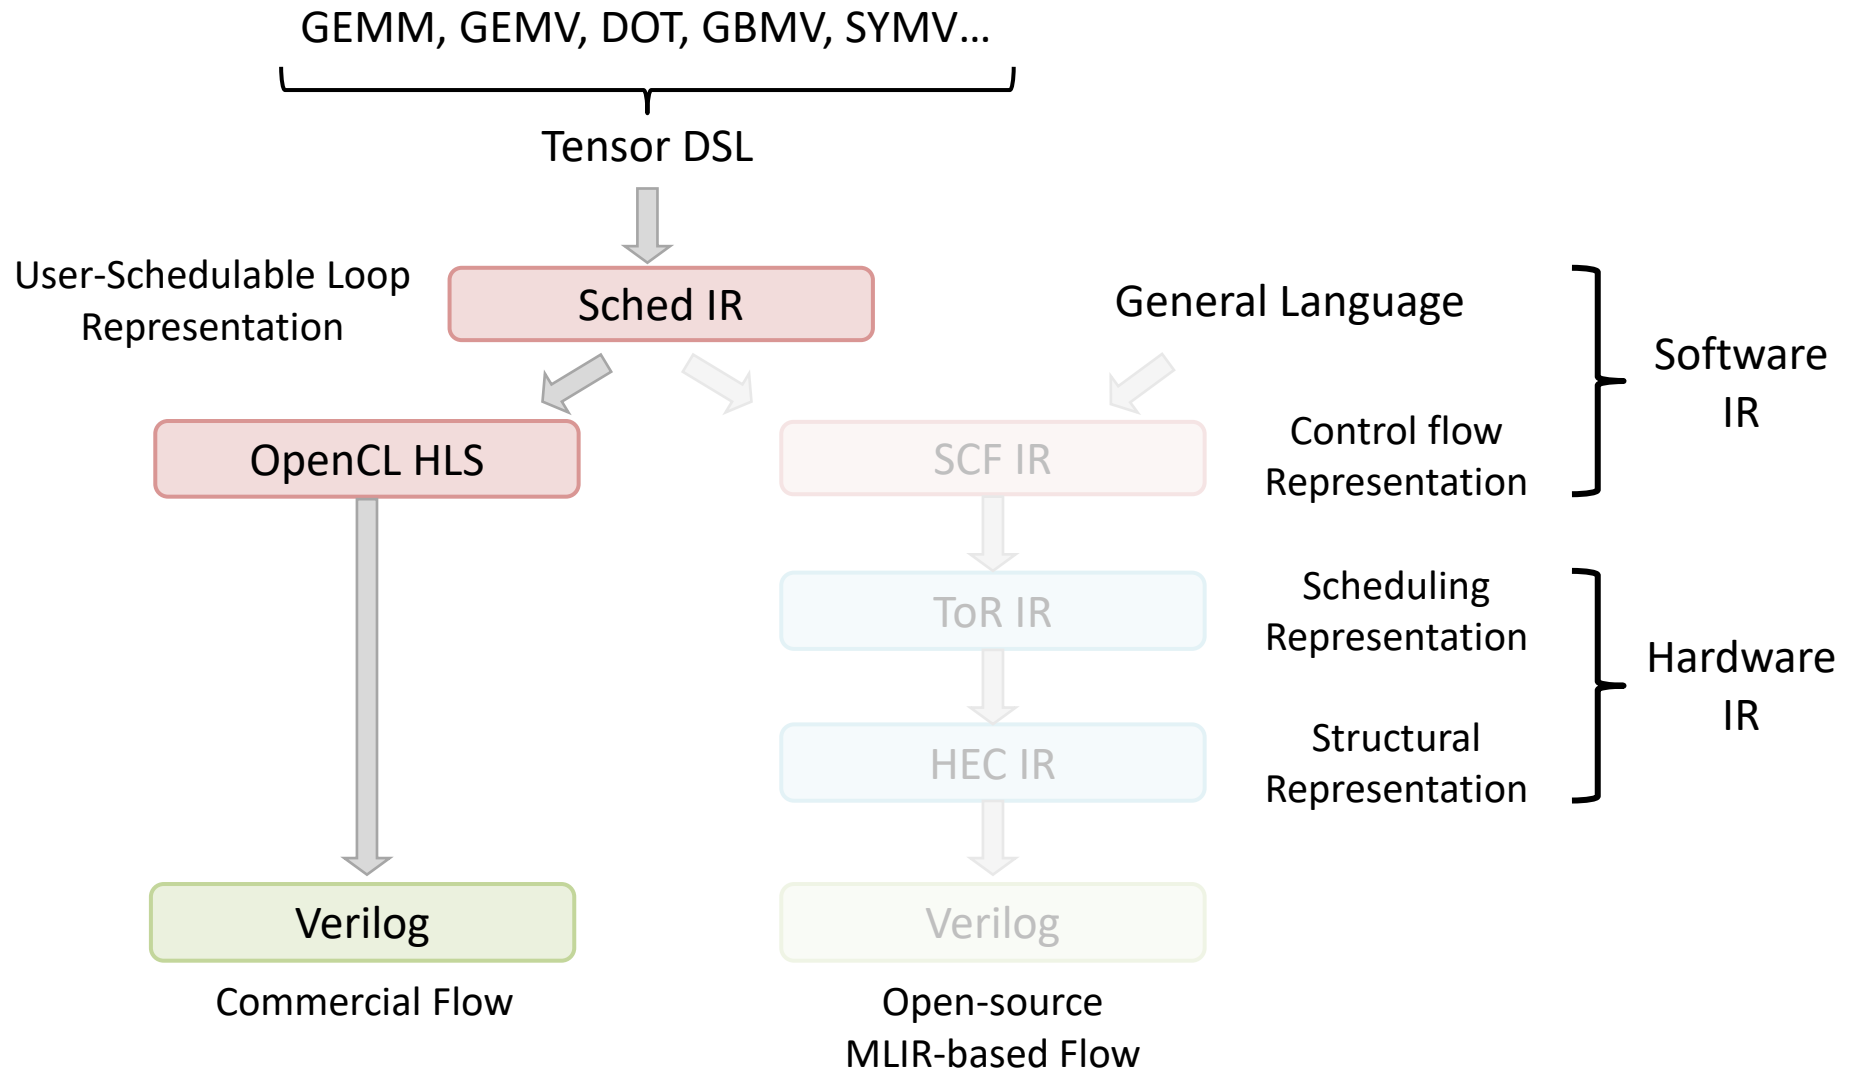 GEMM, GEMV, DOT, GBMV, SYMV...
Tensor DSL
User-Schedulable Loop
Representation
Sched IR
General Language
Software
IR
OpenCL HLS
SCF IR
Control flow
Representation
ToR IR
Scheduling
Representation
Hardware
IR
HEC IR
Structural
Representation
Verilog
Verilog
Commercial Flow
Open-source
MLIR-based Flow